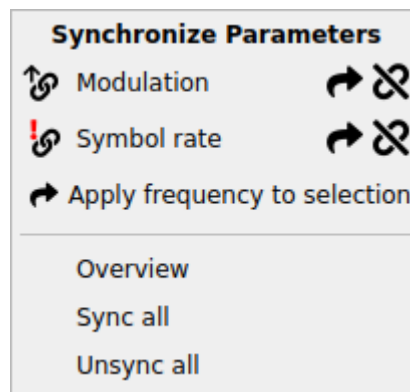 Synchronize Parameters
Modulation
Symbol rate
Apply frequency to selection
Overview
Sync all
Unsync all